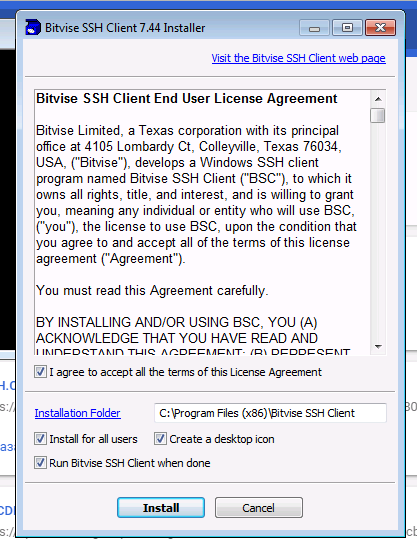 Bitvise SSH Client 7.44 Installer
Visit the Bitvise SSH Client web page
Bitvise SSH Client End User License Agreement
Bitvise Limited, a Texas corporation with its principal
office at 4105 Lombardy Ct, Colleyville, Texas 76034,
USA, ("Bitvise"), develops a Windows SSH client
program named Bitvise SSH Client ("BSC"), to which it
owns all rights, title, and interest, and is willing to grant
you, meaning any individual or entity who will use BSC,
("you"), the license to use BSC, upon the condition that
you agree to and accept all of the terms of this license
agreement ("Agreement").
You must read this Agreement carefully.
BY INSTALLING AND/OR USING BSC, YOU (A)
ACKNOWLEDGE THAT YOU HAVE READ AND
UNDERSTAND THIS AGREEMENT; (B) REPRESENT
I agree to accept all the terms of this License Agreement
Installation Folder C:\Program Files (x86)\Bitvise SSH Client
Install for all users Create a desktop icon
Run Bitvise SSH Client when done
Install Cancel